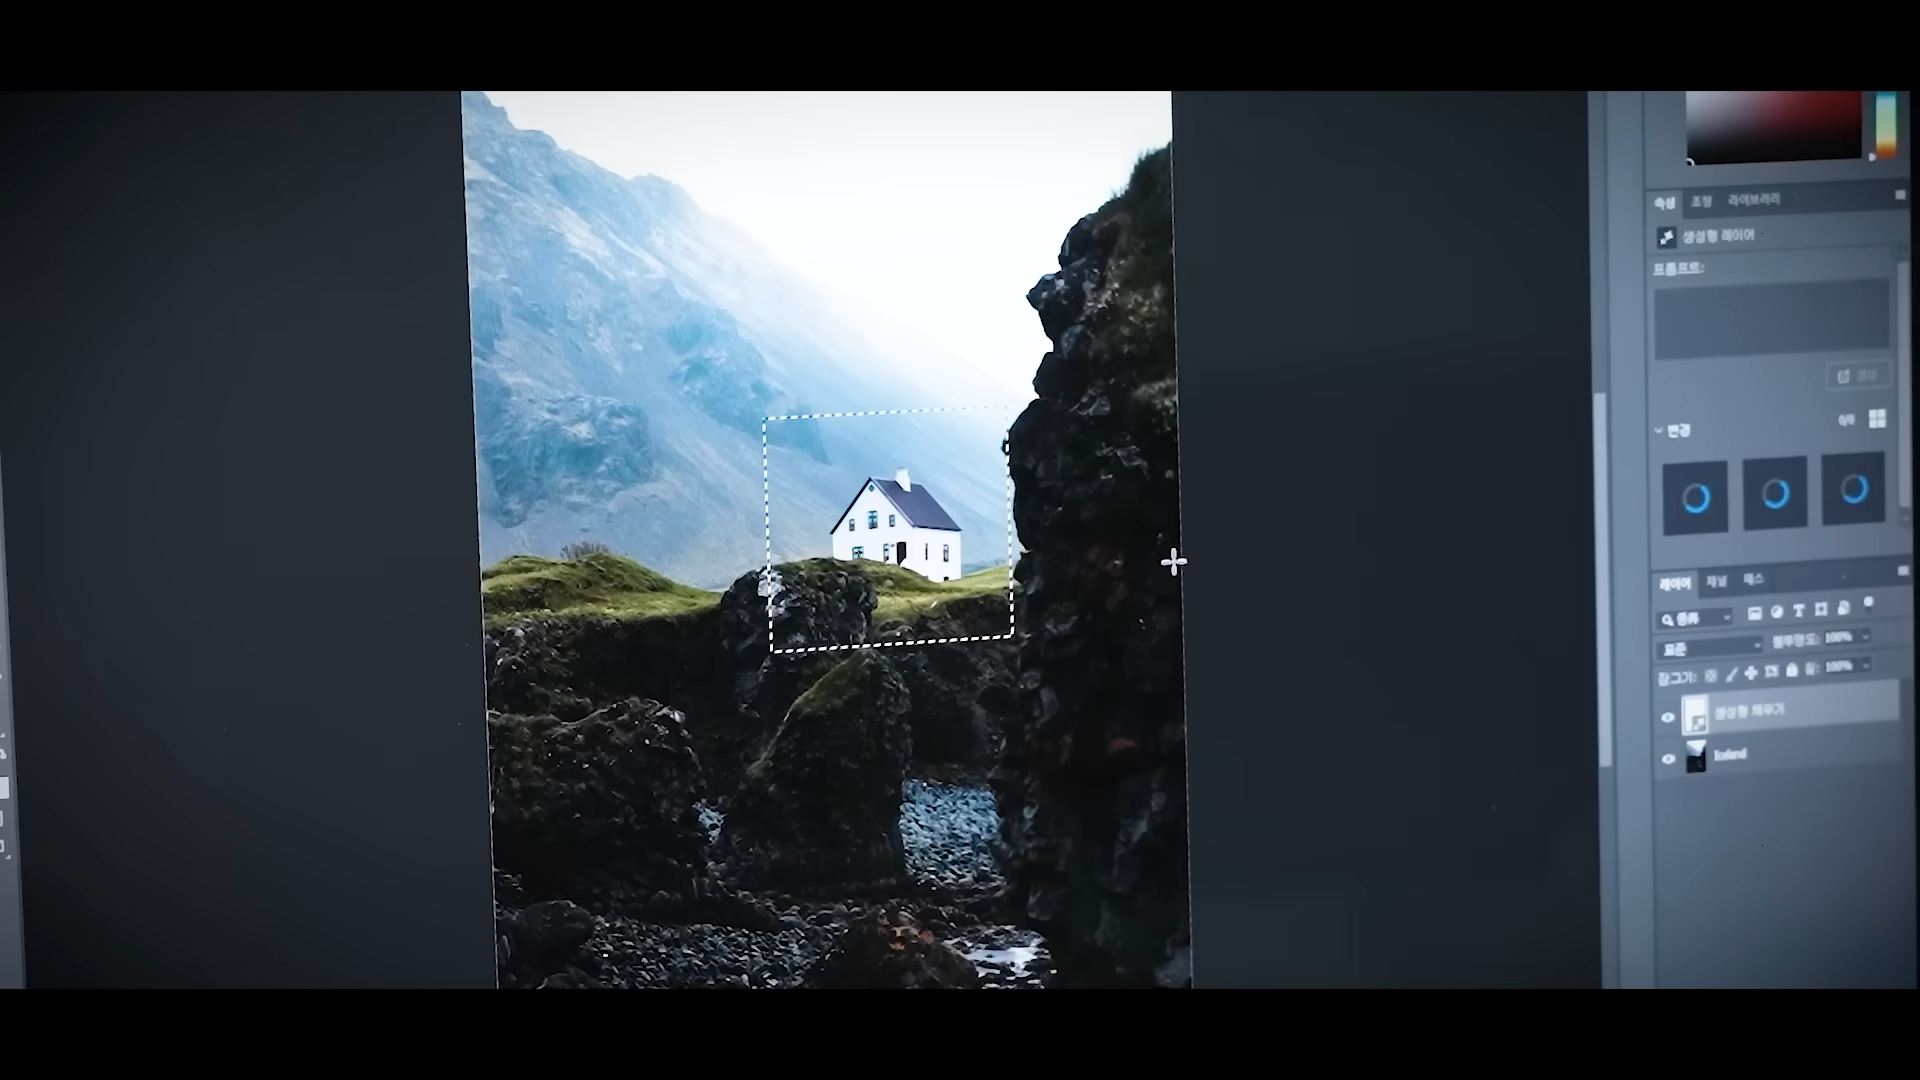 속성 조정 라이브러리
생성형 레이어
프롬프트:
변경
레이어 채널 패스
종류
표준 불투명도: 100%
잠그기: 칠: 100%
생성형 채우기
Iceland